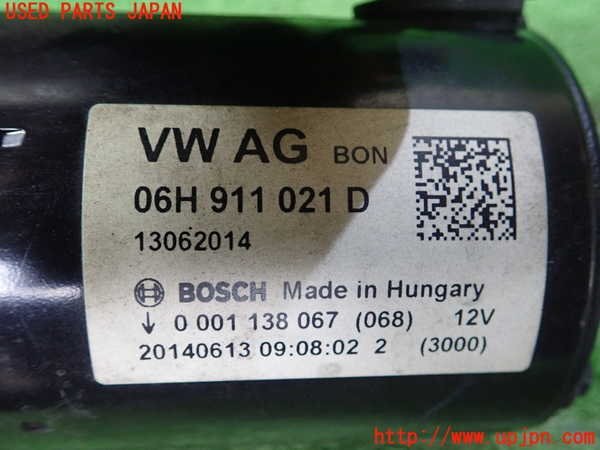 USED PARTS JAPAN
VW AG BON
06H 911 021 D
13062014
BOSCH Made in Hungary
↓ 0 001 138 067 (068) 12V
20140613 09:08:02 2 (3000)
http://www.upjpn.com/